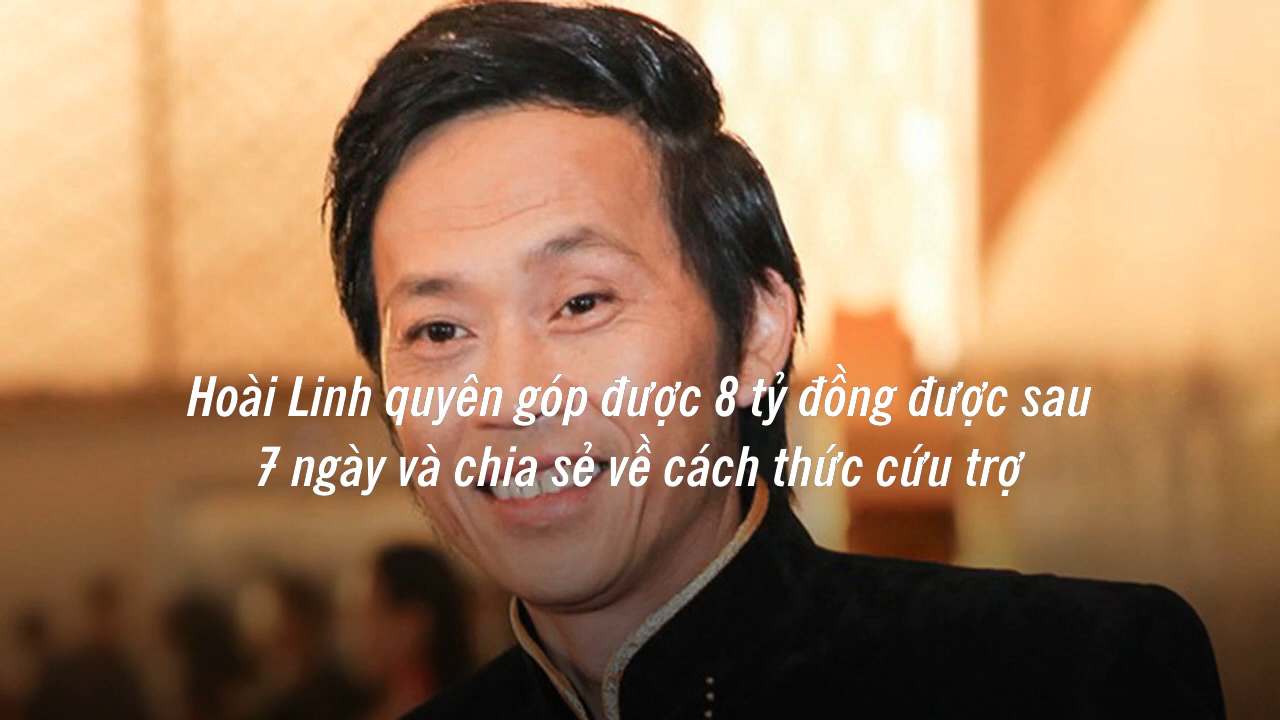 Hoài Linh quyên góp được 8 tỷ đồng được sau
7 ngày và chia sẻ về cách thức cứu trợ